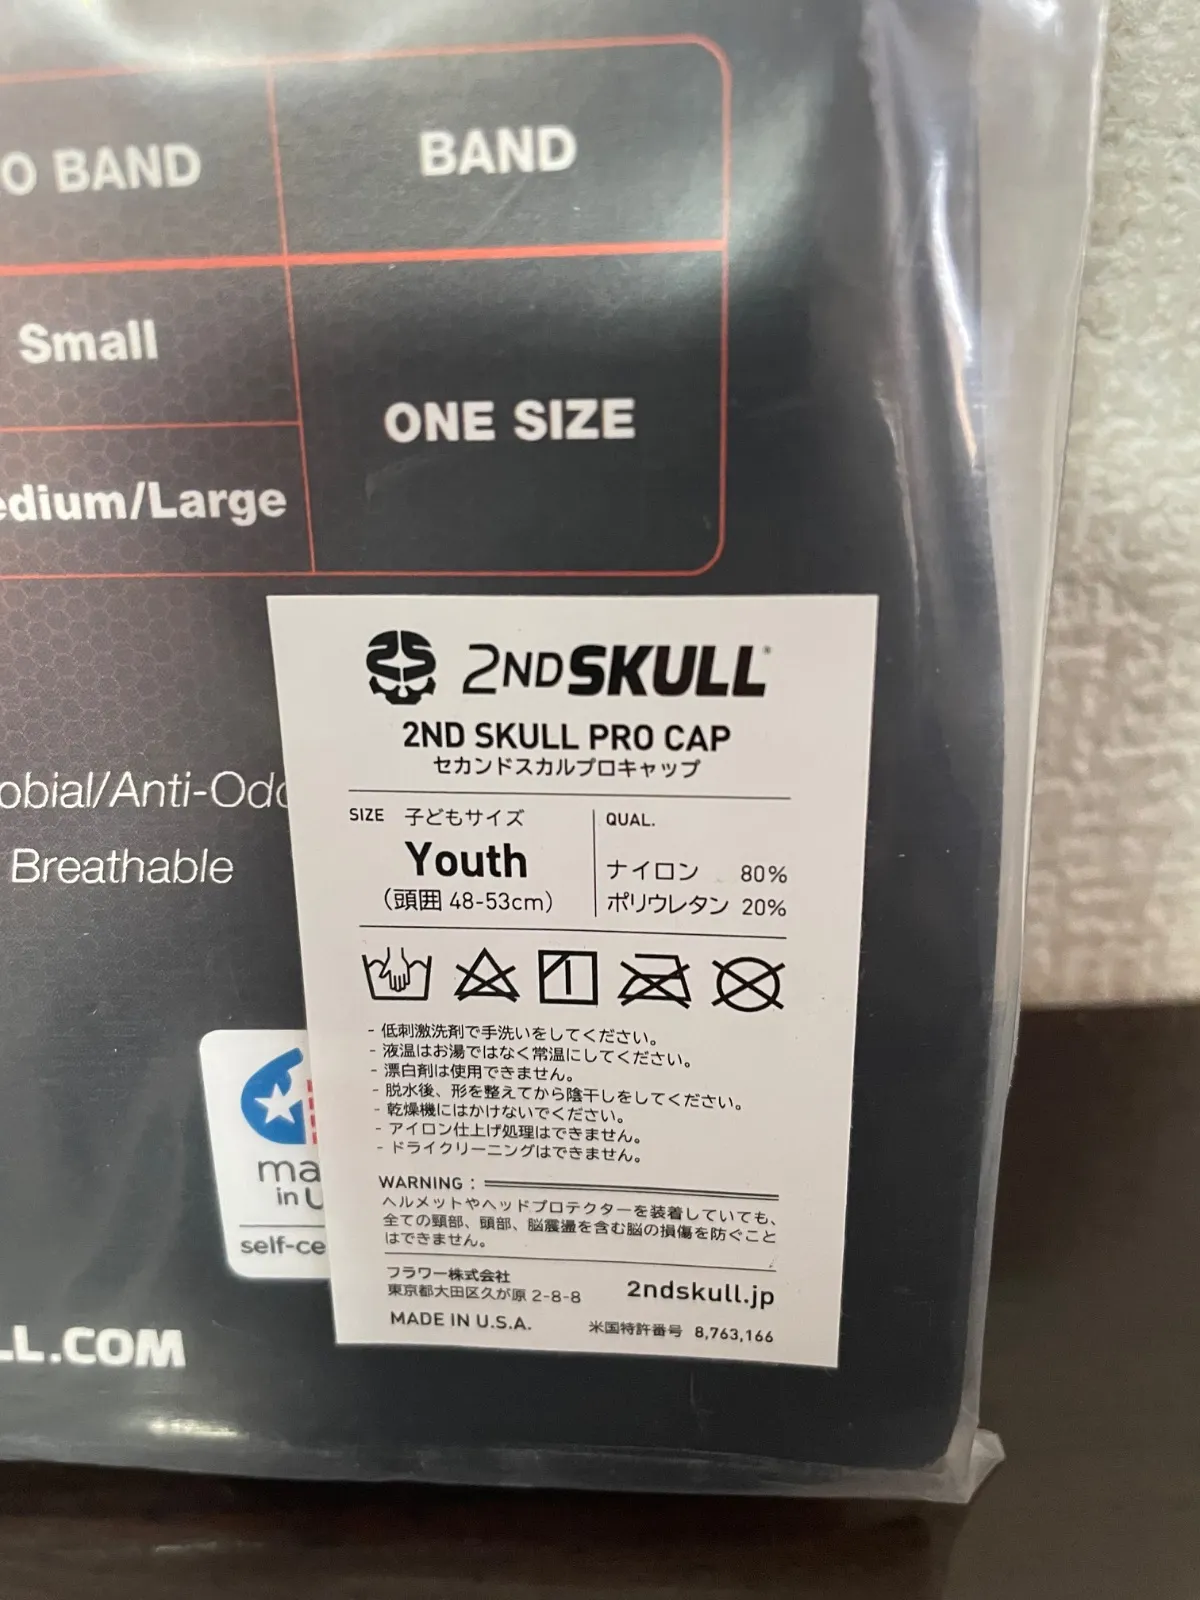 O BAND
BAND
Small
ONE SIZE
edium/Large
2NDSKULL®
2ND SKULL PRO CAP
セカンドスカルプロキャップ
SIZE 子どもサイズ
QUAL.
Youth
(頭囲 48-53cm)
ナイロン 80%
ポリウレタン 20%
obial/Anti-Odo
Breathable
- 低刺激洗剤で手洗いをしてください。
- 液温はお湯ではなく常温にしてください。
- 漂白剤は使用できません。
- 脱水後、形を整えてから陰干しをしてください。
- 乾燥機にはかけないでください。
- アイロン仕上げ処理はできません。
- ドライクリーニングはできません。
WARNING :
ヘルメットやヘッドプロテクターを装着していても、
全ての頸部、頭部、脳震盪を含む脳の損傷を防ぐこと
はできません。
フラワー株式会社
東京都大田区久が原 2-8-8
2ndskull.jp
MADE IN U.S.A.
米国特許番号 8,763,166
ma
in U
self-ce
LL.COM